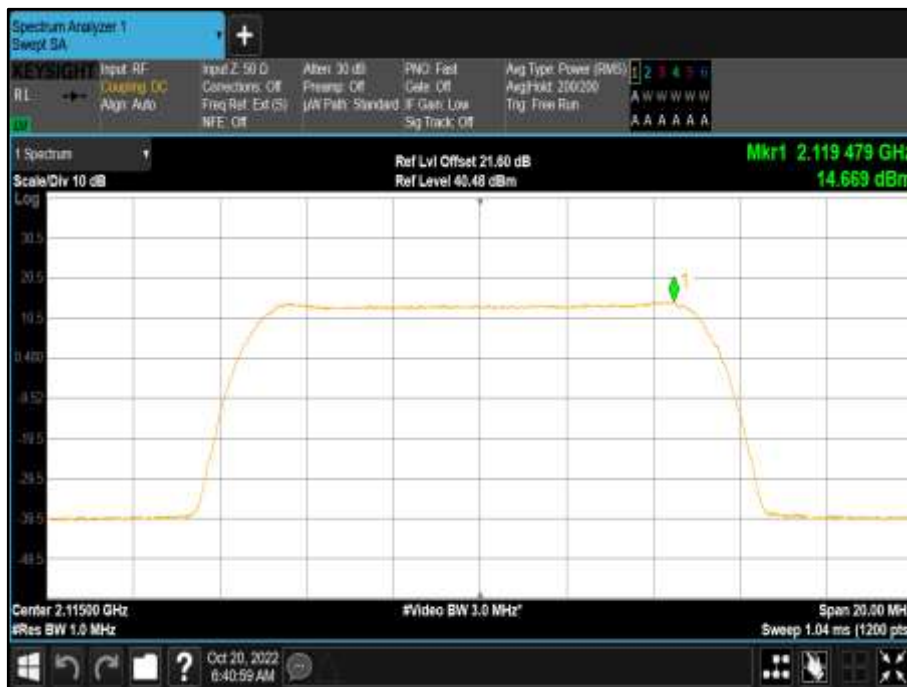 Spectrum Analyzer 1
Swept SA
+
KEYSIGHT
RL
Input: RF
Coupling: DC
Align: Auto
Input Z: 50 Ω
Corrections: Off
Freq Ref: Ext (S)
NFE: Off
Atten: 30 dB
Preamp: Off
µW Path: Standard
PNO: Fast
Gate: Off
IF Gain: Low
Sig Track: Off
Avg Type: Power (RMS)
Avg|Hold: 200/200
Trig: Free Run
1 2 3 4 5 6
A W W W W W
A A A A A A
1 Spectrum
Scale/Div 10 dB
Ref Lvl Offset 21.60 dB
Ref Level 40.48 dBm
Mkr1 2.119 479 GHz
14.669 dBm
Log
30.5
20.5
10.5
0.480
-9.52
-19.5
-29.5
-39.5
-49.5
1
Center 2.11500 GHz
#Res BW 1.0 MHz
#Video BW 3.0 MHz*
Span 20.00 MH
Sweep 1.04 ms (1200 pts
?
Oct 20, 2022
6:40:59 AM